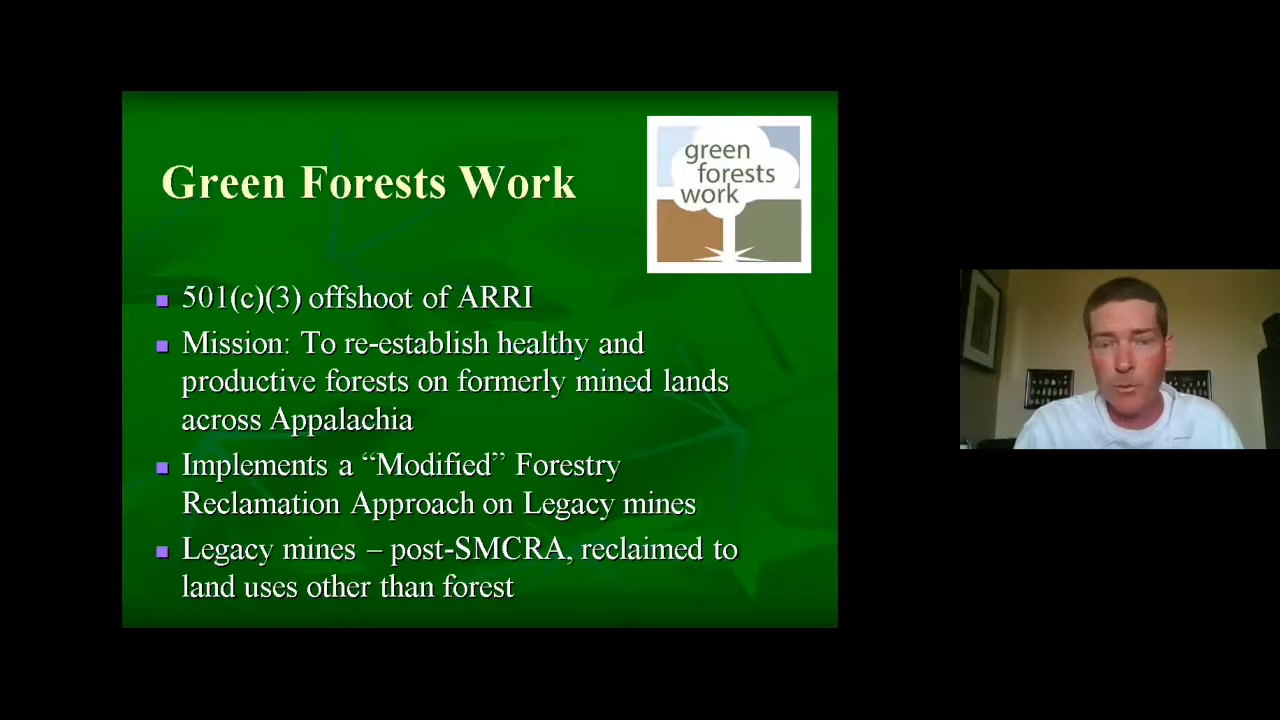 Green Forests Work
green
forests
work
501(c)(3) offshoot of ARRI
Mission: To re-establish healthy and
productive forests on formerly mined lands
across Appalachia
Implements a “Modified” Forestry
Reclamation Approach on Legacy mines
Legacy mines – post-SMCRA, reclaimed to
land uses other than forest